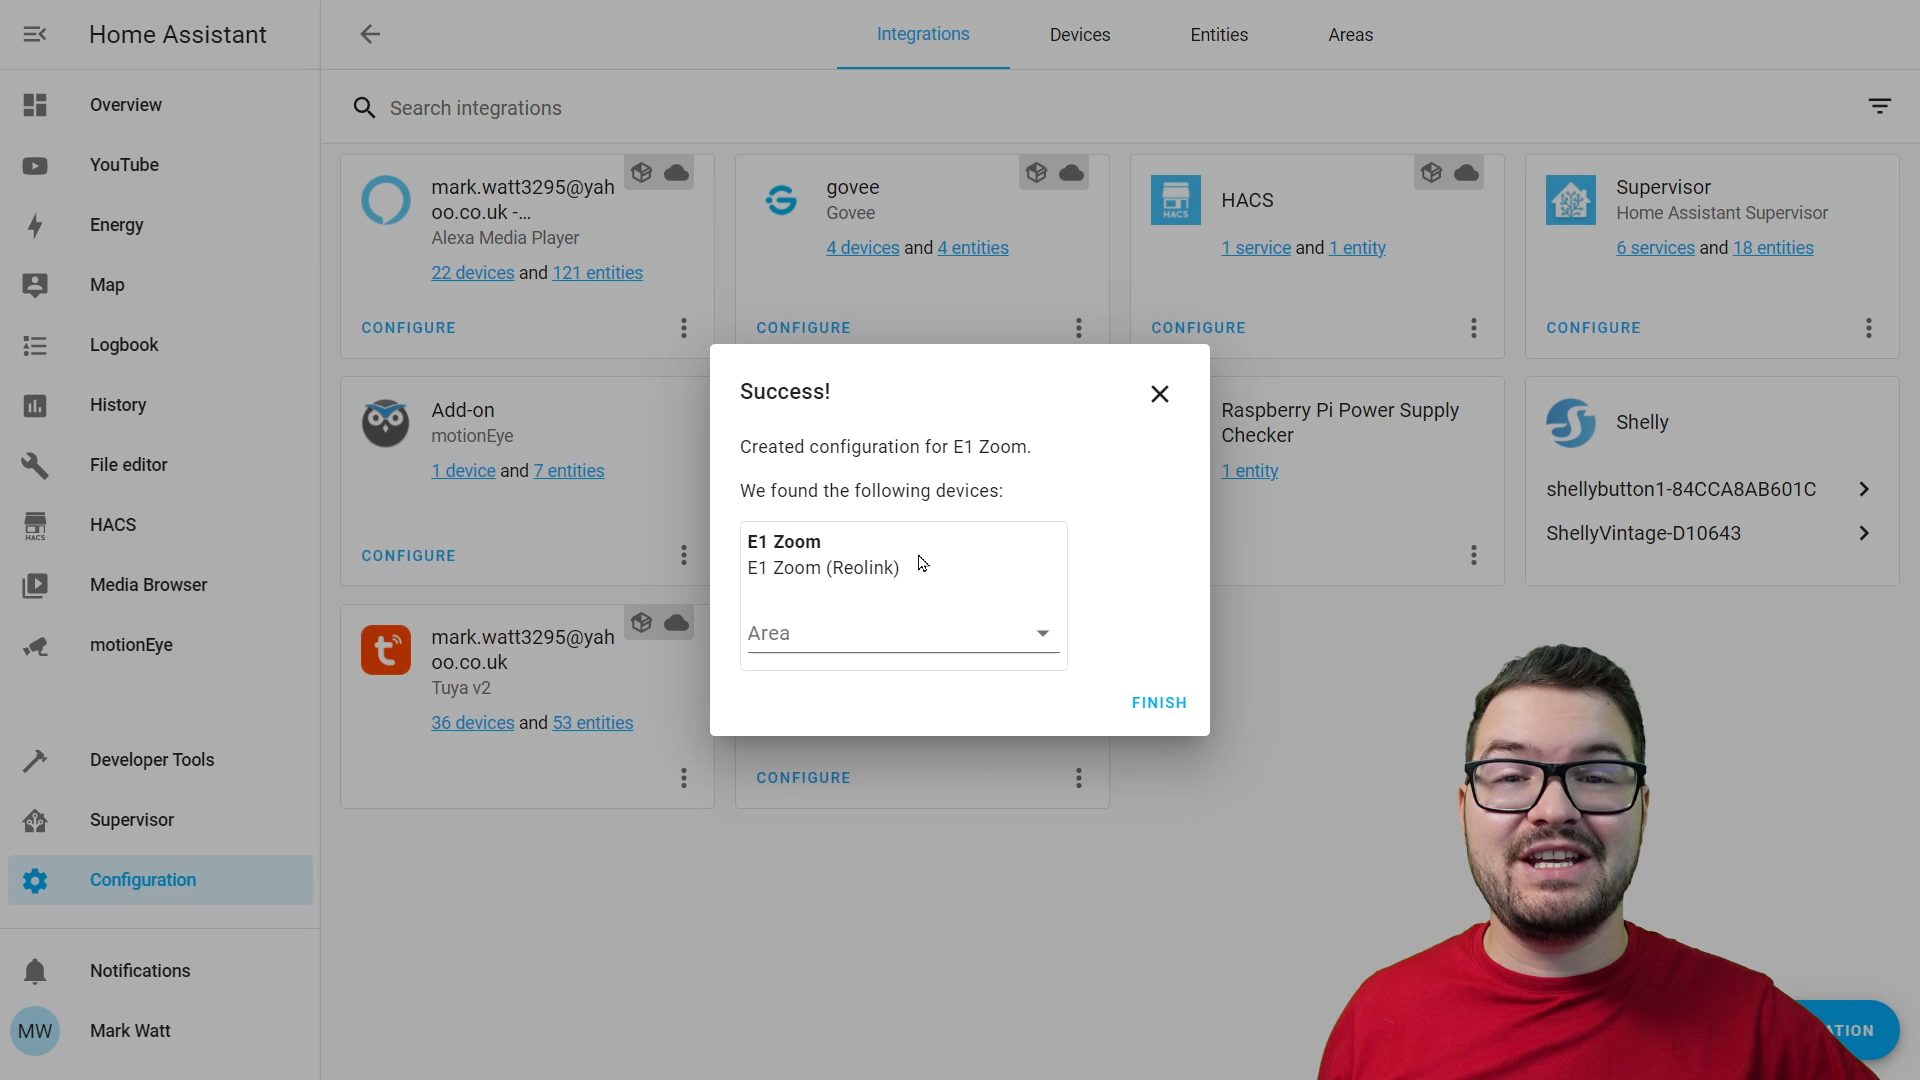 Home Assistant
Integrations
Devices
Entities
Areas
Search integrations
Overview
YouTube
Energy
Map
Logbook
History
File editor
HACS
HACS
Media Browser
motionEye
Developer Tools
Supervisor
Configuration
Notifications
MW
Mark Watt
mark.watt3295@yah
oo.co.uk -...
Alexa Media Player
22 devices and 121 entities
CONFIGURE
govee
Govee
4 devices and 4 entities
CONFIGURE
HACS
HACS
1 service and 1 entity
CONFIGURE
Supervisor
Home Assistant Supervisor
6 services and 18 entities
CONFIGURE
Add-on
motionEye
1 device and 7 entities
CONFIGURE
Success!
Created configuration for E1 Zoom.
We found the following devices:
E1 Zoom
E1 Zoom (Reolink)
Area
FINISH
Raspberry Pi Power Supply
Checker
1 entity
Shelly
shellybutton1-84CCA8AB601C
ShellyVintage-D10643
mark.watt3295@yah
oo.co.uk
Tuya v2
36 devices and 53 entities
CONFIGURE